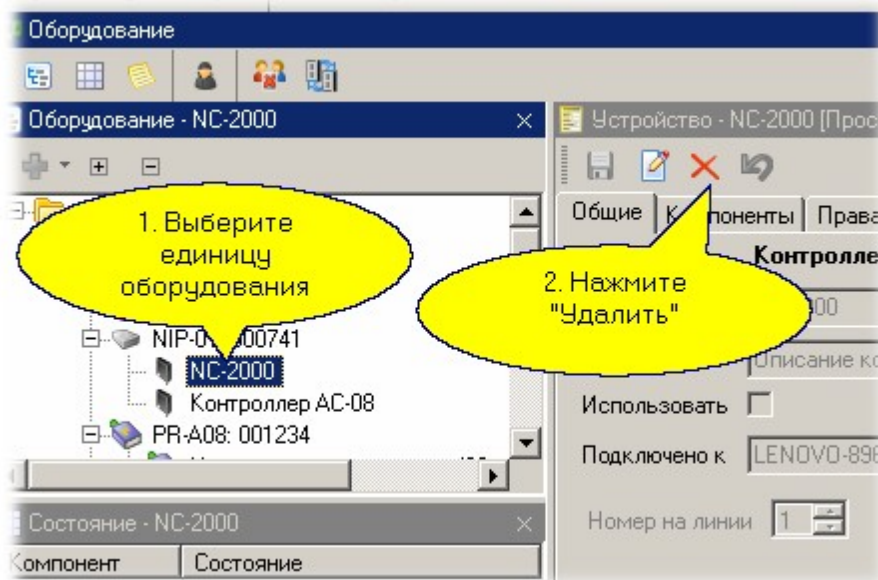 Оборудование
Оборудование - NC-2000
Устройство - NC-2000 [Прос
1. Выберите
единицу
оборудования
Общие
поненты
Права
Контролле
2. Нажмите
"Удалить"
00
NIP-0
000741
NC-2000
Описание ко
Контроллер AC-08
Использовать
PR-A08: 001234
Подключено к LENOVO-896
Состояние - NC-2000
Номер на линии 1
Компонент Состояние